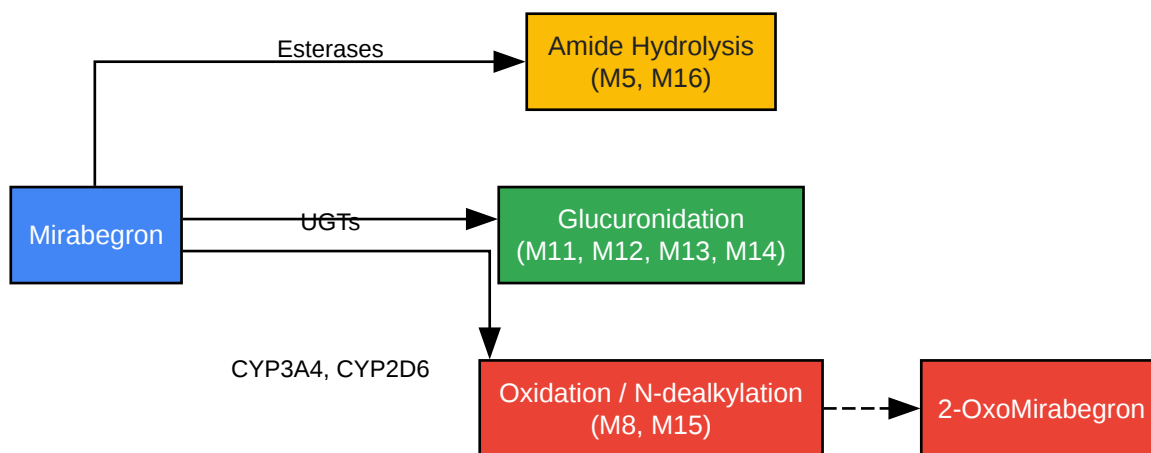 Esterases
Amide Hydrolysis
(M5, M16)
Mirabegron
UGTs
Glucuronidation
(M11, M12, M13, M14)
CYP3A4, CYP2D6
Oxidation / N-dealkylation
(M8, M15)
2-OxoMirabegron